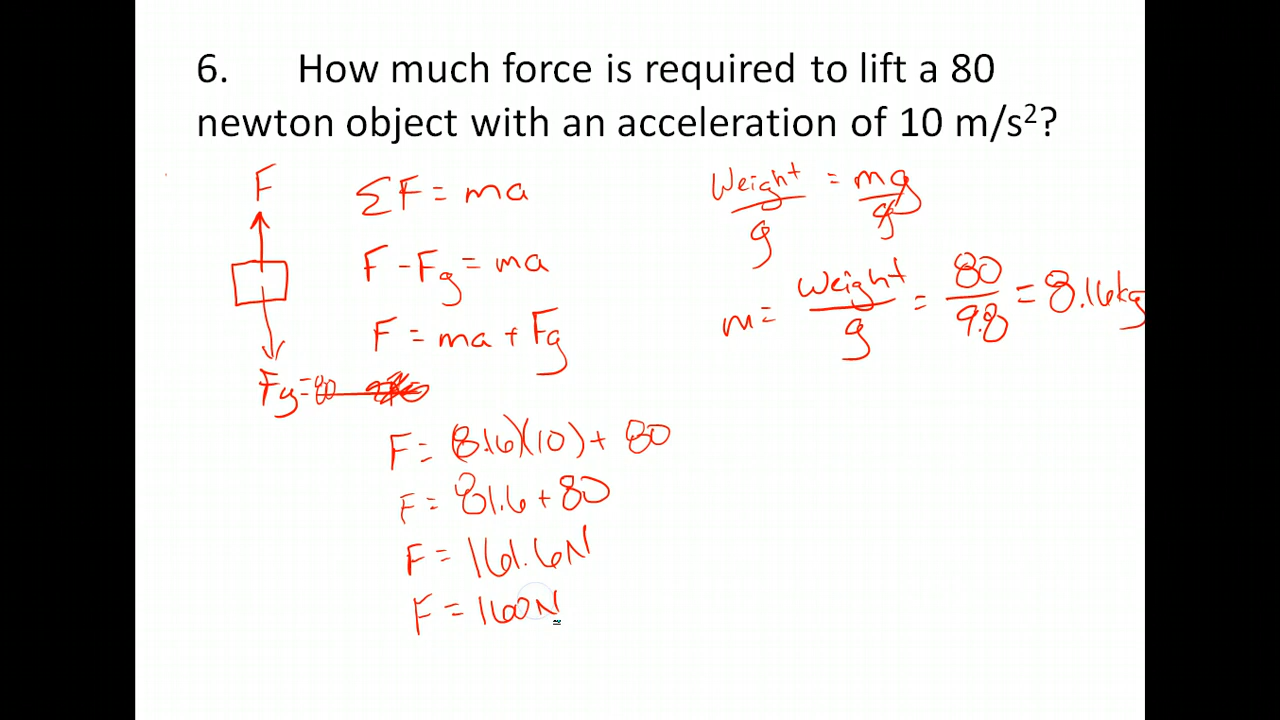 6. How much force is required to lift a 80
newton object with an acceleration of 10 m/s²?
F
ΣF = ma
F - Fg = ma
F = ma + Fg
Fg = 80
F = (8.16)(10) + 80
F = 81.6 + 80
F = 161.6N
F = 160N
Weight/g = mg/g
m = Weight/g = 80/9.8 = 8.16kg